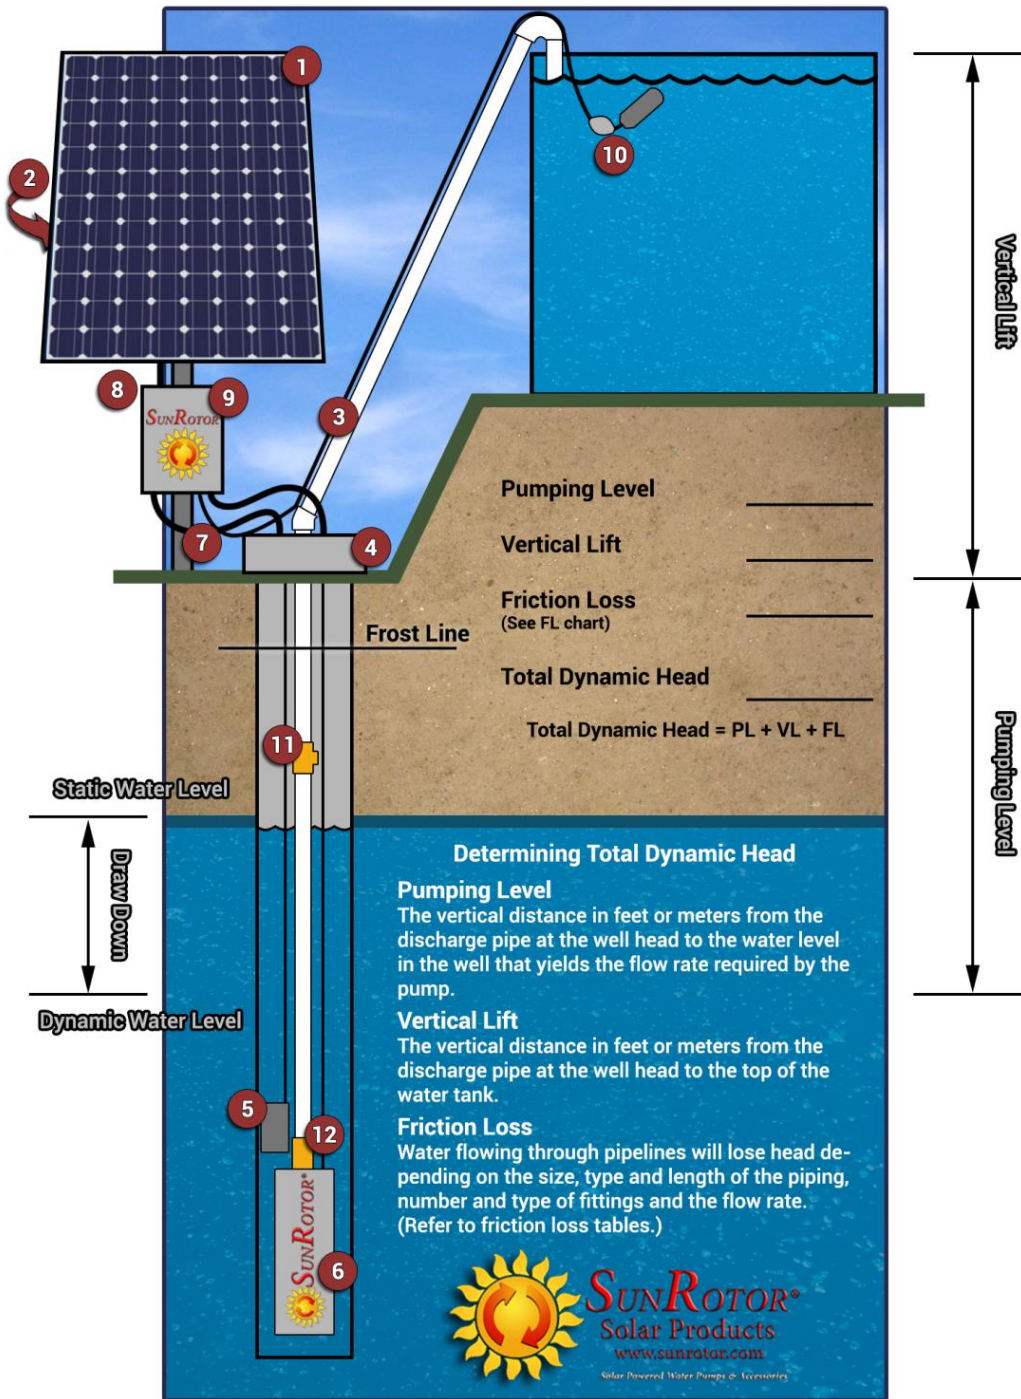 1
2
10
Vertical Lift
3
8
9
SUNROTOR
7
4
Pumping Level
Vertical Lift
Friction Loss
(See FL chart)
Total Dynamic Head
Total Dynamic Head = PL + VL + FL
Frost Line
11
Static Water Level
Draw Down
Dynamic Water Level
Pumping Level
Determining Total Dynamic Head
Pumping Level
The vertical distance in feet or meters from the
discharge pipe at the well head to the water level
in the well that yields the flow rate required by the
pump.
Vertical Lift
The vertical distance in feet or meters from the
discharge pipe at the well head to the top of the
water tank.
Friction Loss
Water flowing through pipelines will lose head de-
pending on the size, type and length of the piping,
number and type of fittings and the flow rate.
(Refer to friction loss tables.)
5
12
SUNROTOR®
6
SUNROTOR®
Solar Products
www.sunrotor.com
Solar Powered Water Pumps & Accessories